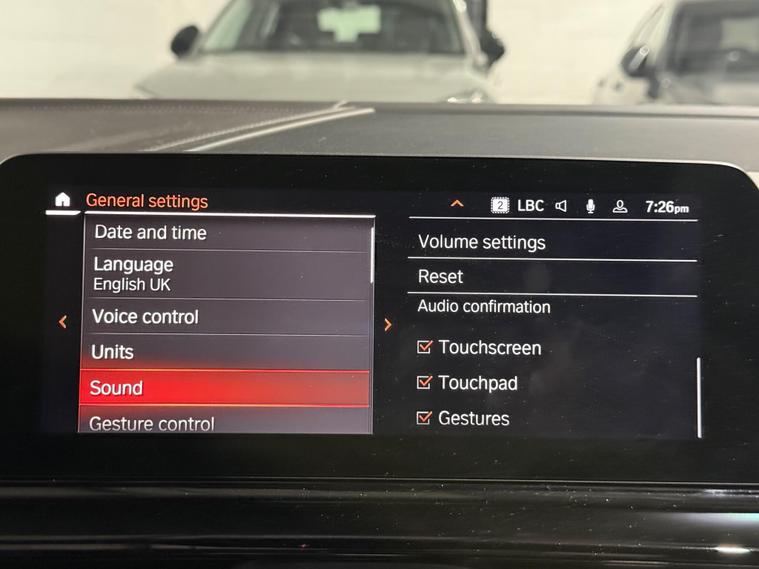 General settings
2 LBC 7:26pm
Date and time
Language
English UK
Voice control
Units
Sound
Gesture control
Volume settings
Reset
Audio confirmation
Touchscreen
Touchpad
Gestures